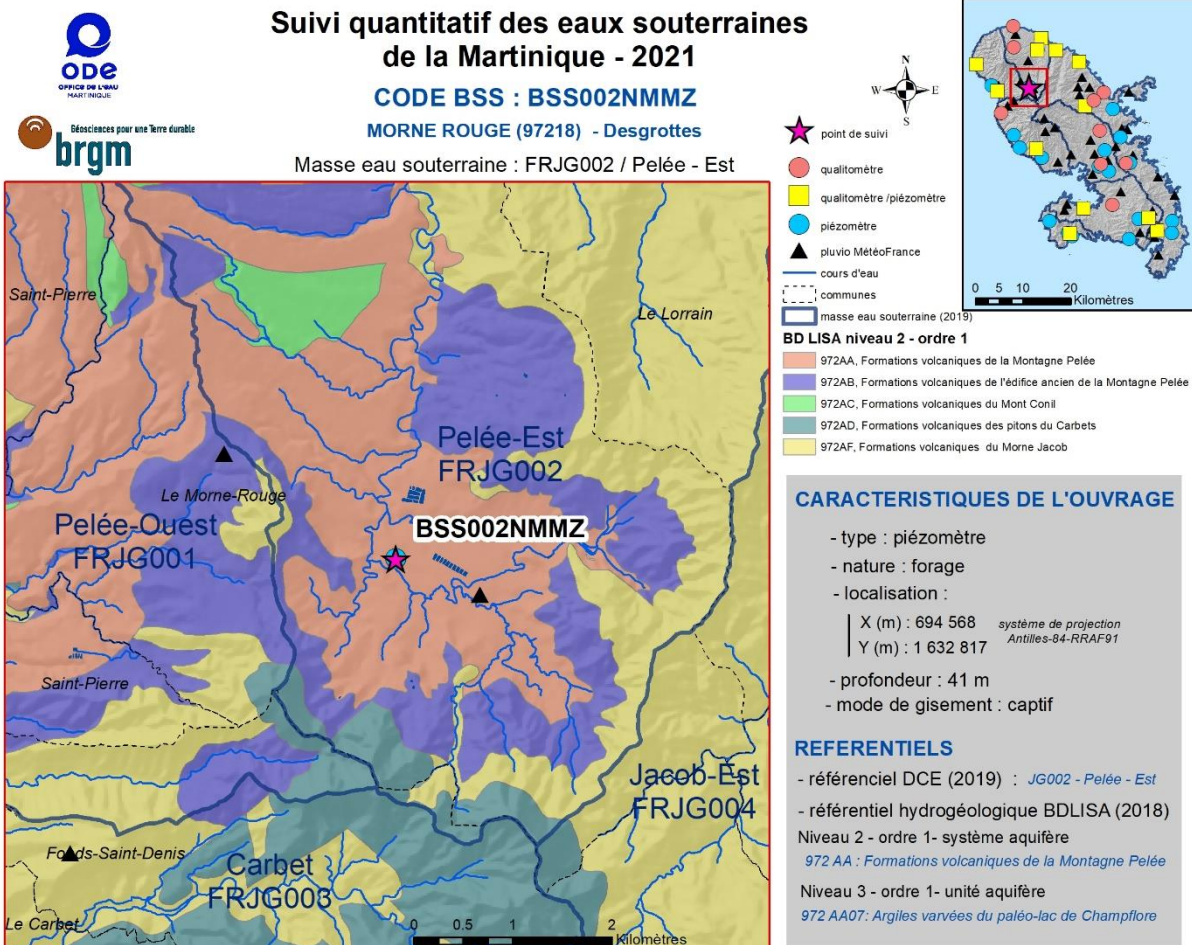 ODE
OFFICE DE L'EAU
MARTINIQUE
Géosciences pour une Terre durable
brgm
Suivi quantitatif des eaux souterraines
de la Martinique - 2021
CODE BSS : BSS002NMMZ
MORNE ROUGE (97218) - Desgrottes
Masse eau souterraine : FRJG002 / Pelée - Est
N
W E
S
point de suivi
qualitomètre
qualitomètre /piézomètre
piézomètre
pluvio MétéoFrance
cours d'eau
communes
masse eau souterraine (2019)
BD LISA niveau 2 - ordre 1
972AA, Formations volcaniques de la Montagne Pelée
972AB, Formations volcaniques de l'édifice ancien de la Montagne Pelée
972AC, Formations volcaniques du Mont Conil
972AD, Formations volcaniques des pitons du Carbets
972AF, Formations volcaniques du Morne Jacob
0 5 10 20
Kilomètres
Saint-Pierre
Le Lorrain
Pelée-Est
FRJG002
Le Morne-Rouge
Pelée-Ouest
FRJG001
BSS002NMMZ
Saint-Pierre
Jacob-Est
FRJG004
Fonds-Saint-Denis
Carbet
FRJG003
Le Carbet
0 0.5 1 2
Kilomètres
CARACTERISTIQUES DE L'OUVRAGE
- type : piézomètre
- nature : forage
- localisation :
X (m) : 694 568
Y (m) : 1 632 817
système de projection
Antilles-84-RRAF91
- profondeur : 41 m
- mode de gisement : captif
REFERENTIELS
- référenciel DCE (2019) : JG002 - Pelée - Est
- référentiel hydrogéologique BDLISA (2018)
Niveau 2 - ordre 1- système aquifère
972 AA : Formations volcaniques de la Montagne Pelée
Niveau 3 - ordre 1- unité aquifère
972 AA07: Argiles varvées du paléo-lac de Champflore